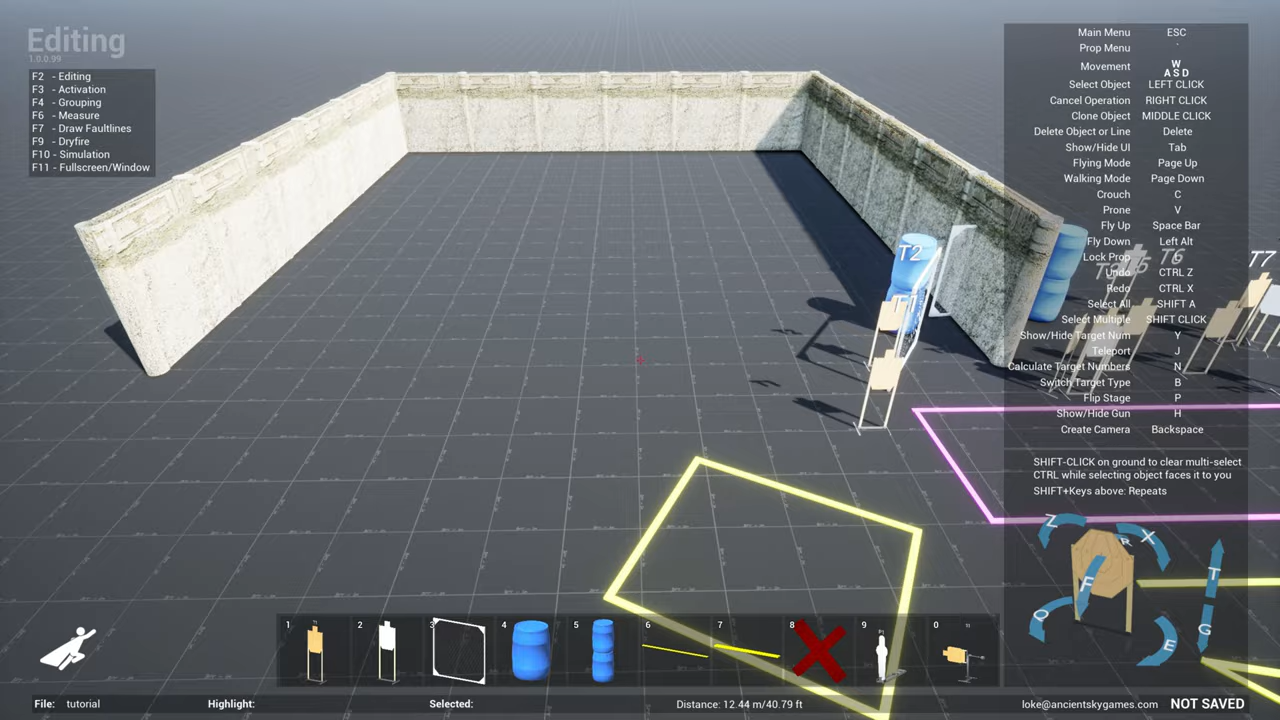 Editing
1.0.0.99
F2 - Editing
F3 - Activation
F4 - Grouping
F6 - Measure
F7 - Draw Faultlines
F9 - Dryfire
F10 - Simulation
F11 - Fullscreen/Window
Main Menu ESC
Prop Menu `
Movement W
A S D
Select Object LEFT CLICK
Cancel Operation RIGHT CLICK
Clone Object MIDDLE CLICK
Delete Object or Line Delete
Show/Hide UI Tab
Flying Mode Page Up
Walking Mode Page Down
Crouch C
Prone V
Fly Up Space Bar
Fly Down Left Alt
Lock Prop L
Undo CTRL Z
Redo CTRL X
Select All SHIFT A
Select Multiple SHIFT CLICK
Show/Hide Target Num Y
Teleport J
Calculate Target Numbers N
Switch Target Type B
Flip Stage P
Show/Hide Gun H
Create Camera Backspace
SHIFT-CLICK on ground to clear multi-select
CTRL while selecting object faces it to you
SHIFT+Keys above: Repeats
T2
T1
T6
T7
Z
X
R
F
T
Q
E
G
1 2 3 4 5 6 7 8 9 0
File: tutorial
Highlight:
Selected:
Distance: 12.44 m/40.79 ft
loke@ancientskygames.com
NOT SAVED